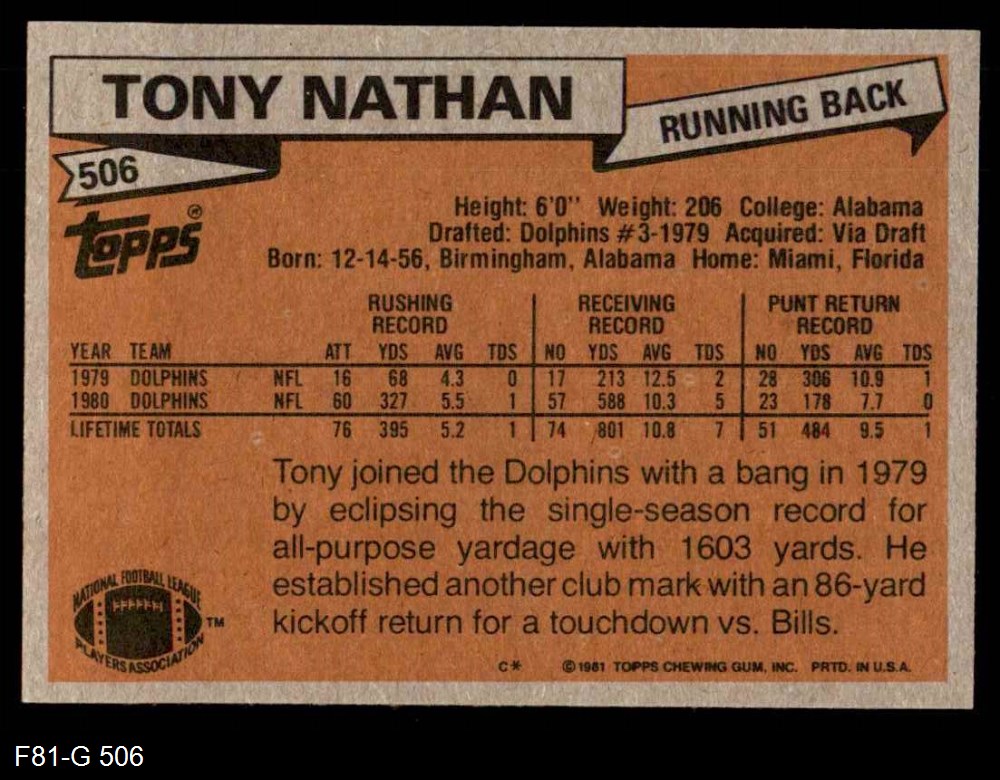 TONY NATHAN
RUNNING BACK
506
Topps®
Height: 6'0'' Weight: 206 College: Alabama
Drafted: Dolphins #3-1979 Acquired: Via Draft
Born: 12-14-56, Birmingham, Alabama Home: Miami, Florida
RUSHING RECORD RECEIVING RECORD PUNT RETURN RECORD
YEAR TEAM ATT YDS AVG TDS NO YDS AVG TDS NO YDS AVG TDS
1979 DOLPHINS NFL 16 68 4.3 0 17 213 12.5 2 28 306 10.9 1
1980 DOLPHINS NFL 60 327 5.5 1 57 588 10.3 5 23 178 7.7 0
LIFETIME TOTALS 76 395 5.2 1 74 801 10.8 7 51 484 9.5 1
Tony joined the Dolphins with a bang in 1979
by eclipsing the single-season record for
all-purpose yardage with 1603 yards. He
established another club mark with an 86-yard
kickoff return for a touchdown vs. Bills.
NATIONAL FOOTBALL LEAGUE
PLAYERS ASSOCIATION
TM
C* ©1981 TOPPS CHEWING GUM, INC. PRTD. IN U.S.A.
F81-G 506